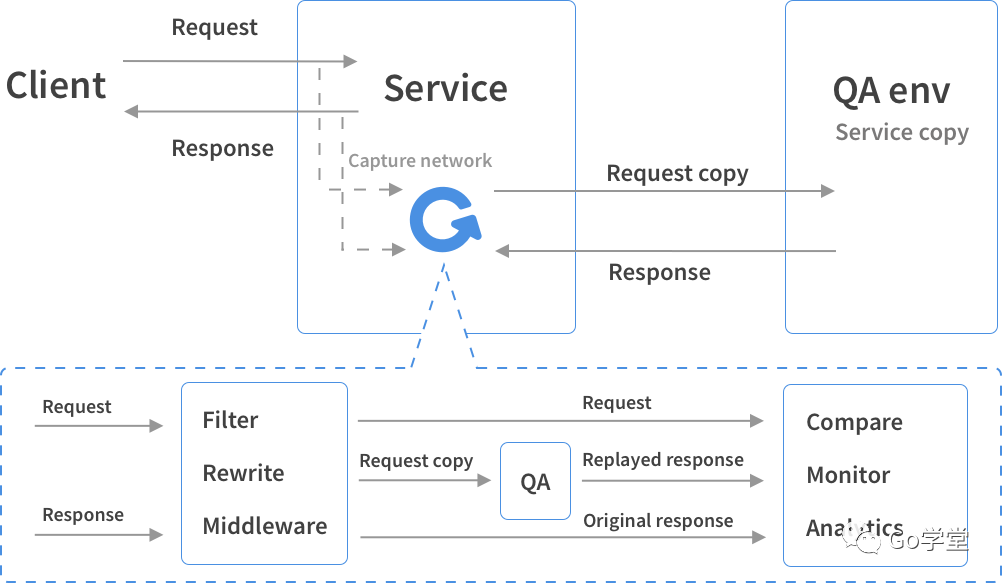 Request
Client
Service
QA env
Service copy
Response
Capture network
Request copy
Response
Request
Response
Filter
Rewrite
Middleware
Request
Request copy
QA
Replayed response
Original response
Compare
Monitor
Analytics
Go学堂